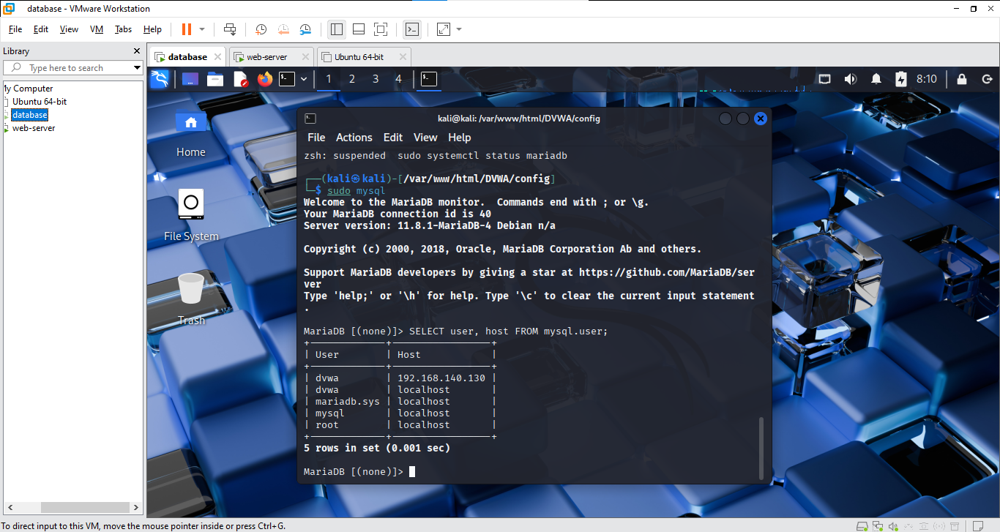 database - VMware Workstation
File Edit View VM Tabs Help
Library
Type here to search
ly Computer
Ubuntu 64-bit
database
web-server
database web-server Ubuntu 64-bit
1 2 3 4 8:10
Home
File System
Trash
kali@kali: /var/www/html/DVWA/config
File Actions Edit View Help
zsh: suspended  sudo systemctl status mariadb
┌──(kali㉿kali)-[/var/www/html/DVWA/config]
└─$ sudo mysql
Welcome to the MariaDB monitor.  Commands end with ; or \g.
Your MariaDB connection id is 40
Server version: 11.8.1-MariaDB-4 Debian n/a
Copyright (c) 2000, 2018, Oracle, MariaDB Corporation Ab and others.
Support MariaDB developers by giving a star at https://github.com/MariaDB/ser
ver
Type 'help;' or '\h' for help. Type '\c' to clear the current input statement
.
MariaDB [(none)]> SELECT user, host FROM mysql.user;
+-------------+-----------------+
| User        | Host            |
+-------------+-----------------+
| dvwa        | 192.168.140.130 |
| dvwa        | localhost       |
| mariadb.sys | localhost       |
| mysql       | localhost       |
| root        | localhost       |
+-------------+-----------------+
5 rows in set (0.001 sec)
MariaDB [(none)]>
To direct input to this VM, move the mouse pointer inside or press Ctrl+G.